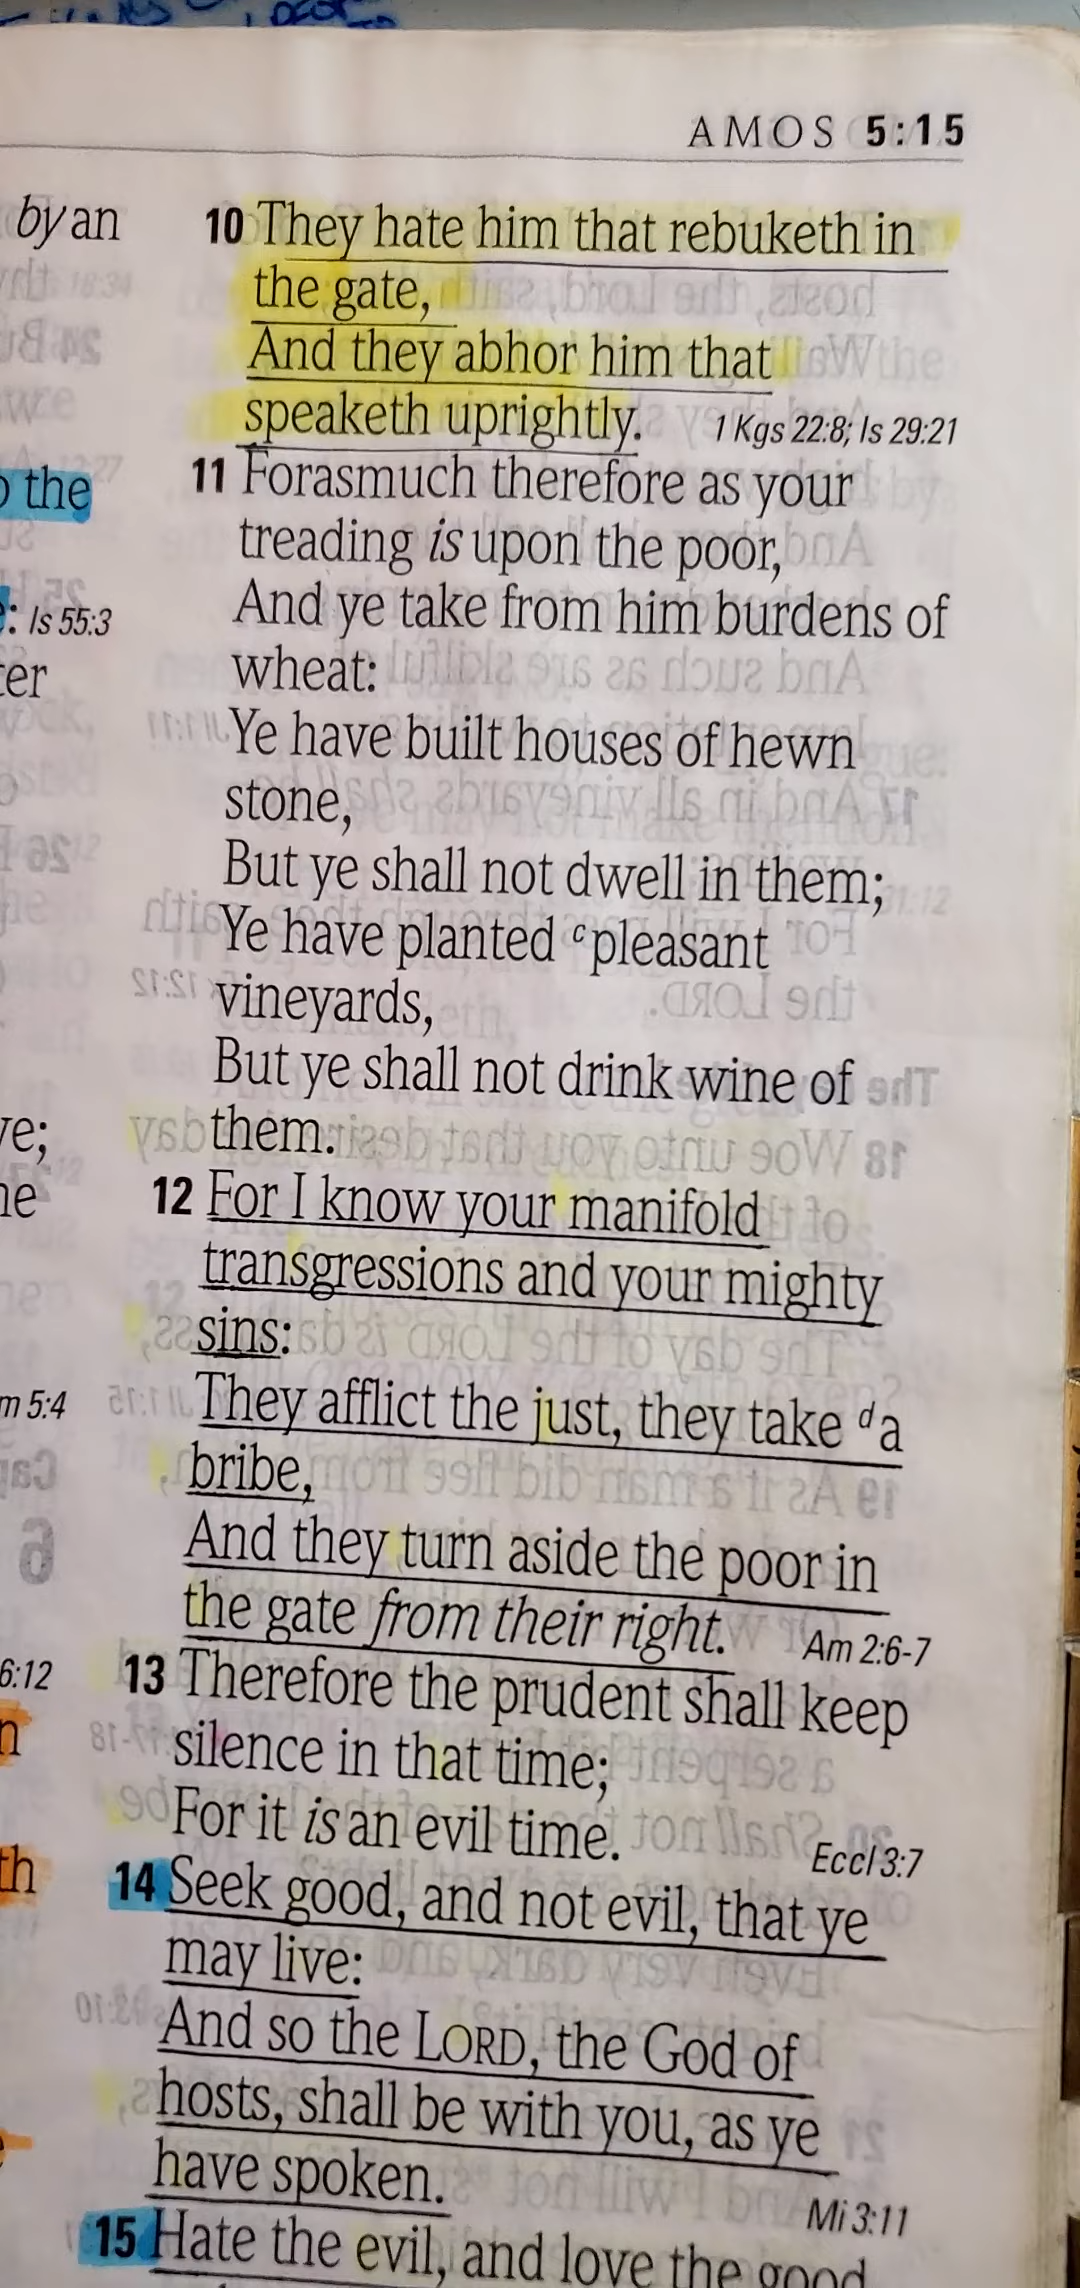 AMOS 5:15
by an
the
: Is 55:3
m 5:4
6:12
10 They hate him that rebuketh in
the gate,
And they abhor him that
speaketh uprightly. 1 Kgs 22:8; Is 29:21
11 Forasmuch therefore as your
treading is upon the poor,
And ye take from him burdens of
wheat:
Ye have built houses of hewn
stone,
But ye shall not dwell in them;
Ye have planted ᶜpleasant
vineyards,
But ye shall not drink wine of
them.
12 For I know your manifold
transgressions and your mighty
sins:
They afflict the just, they take ᵈa
bribe,
And they turn aside the poor in
the gate from their right. Am 2:6-7
13 Therefore the prudent shall keep
silence in that time;
For it is an evil time. Eccl 3:7
14 Seek good, and not evil, that ye
may live:
And so the LORD, the God of
hosts, shall be with you, as ye
have spoken. Mi 3:11
15 Hate the evil, and love the good